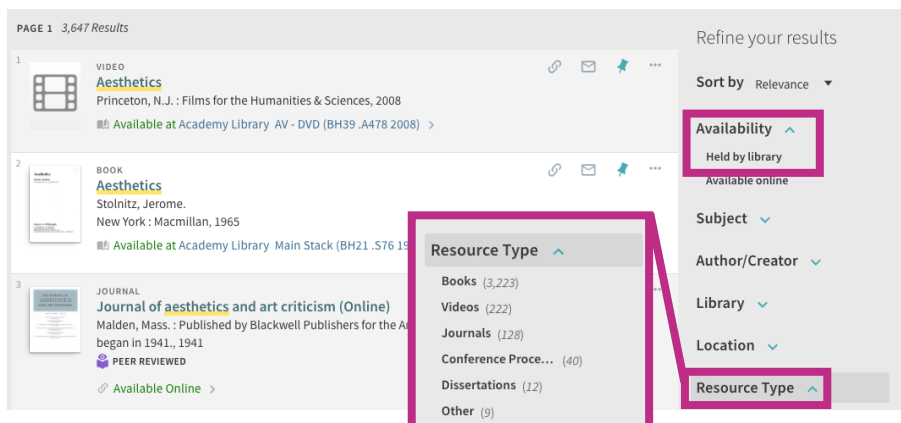 PAGE 1 3,647 Results
1
VIDEO
Aesthetics
Princeton, N.J. : Films for the Humanities & Sciences, 2008
Available at Academy Library AV - DVD (BH39 .A478 2008) >
2
BOOK
Aesthetics
Stolnitz, Jerome.
New York : Macmillan, 1965
Available at Academy Library Main Stack (BH21 .S76 19
3
JOURNAL
Journal of aesthetics and art criticism (Online)
Malden, Mass. : Published by Blackwell Publishers for the
began in 1941., 1941
PEER REVIEWED
Available Online >
Resource Type
Books (3,223)
Videos (222)
Journals (128)
Conference Proce... (40)
Dissertations (12)
Other (9)
Refine your results
Sort by Relevance
Availability
Held by library
Available online
Subject
Author/Creator
Library
Location
Resource Type